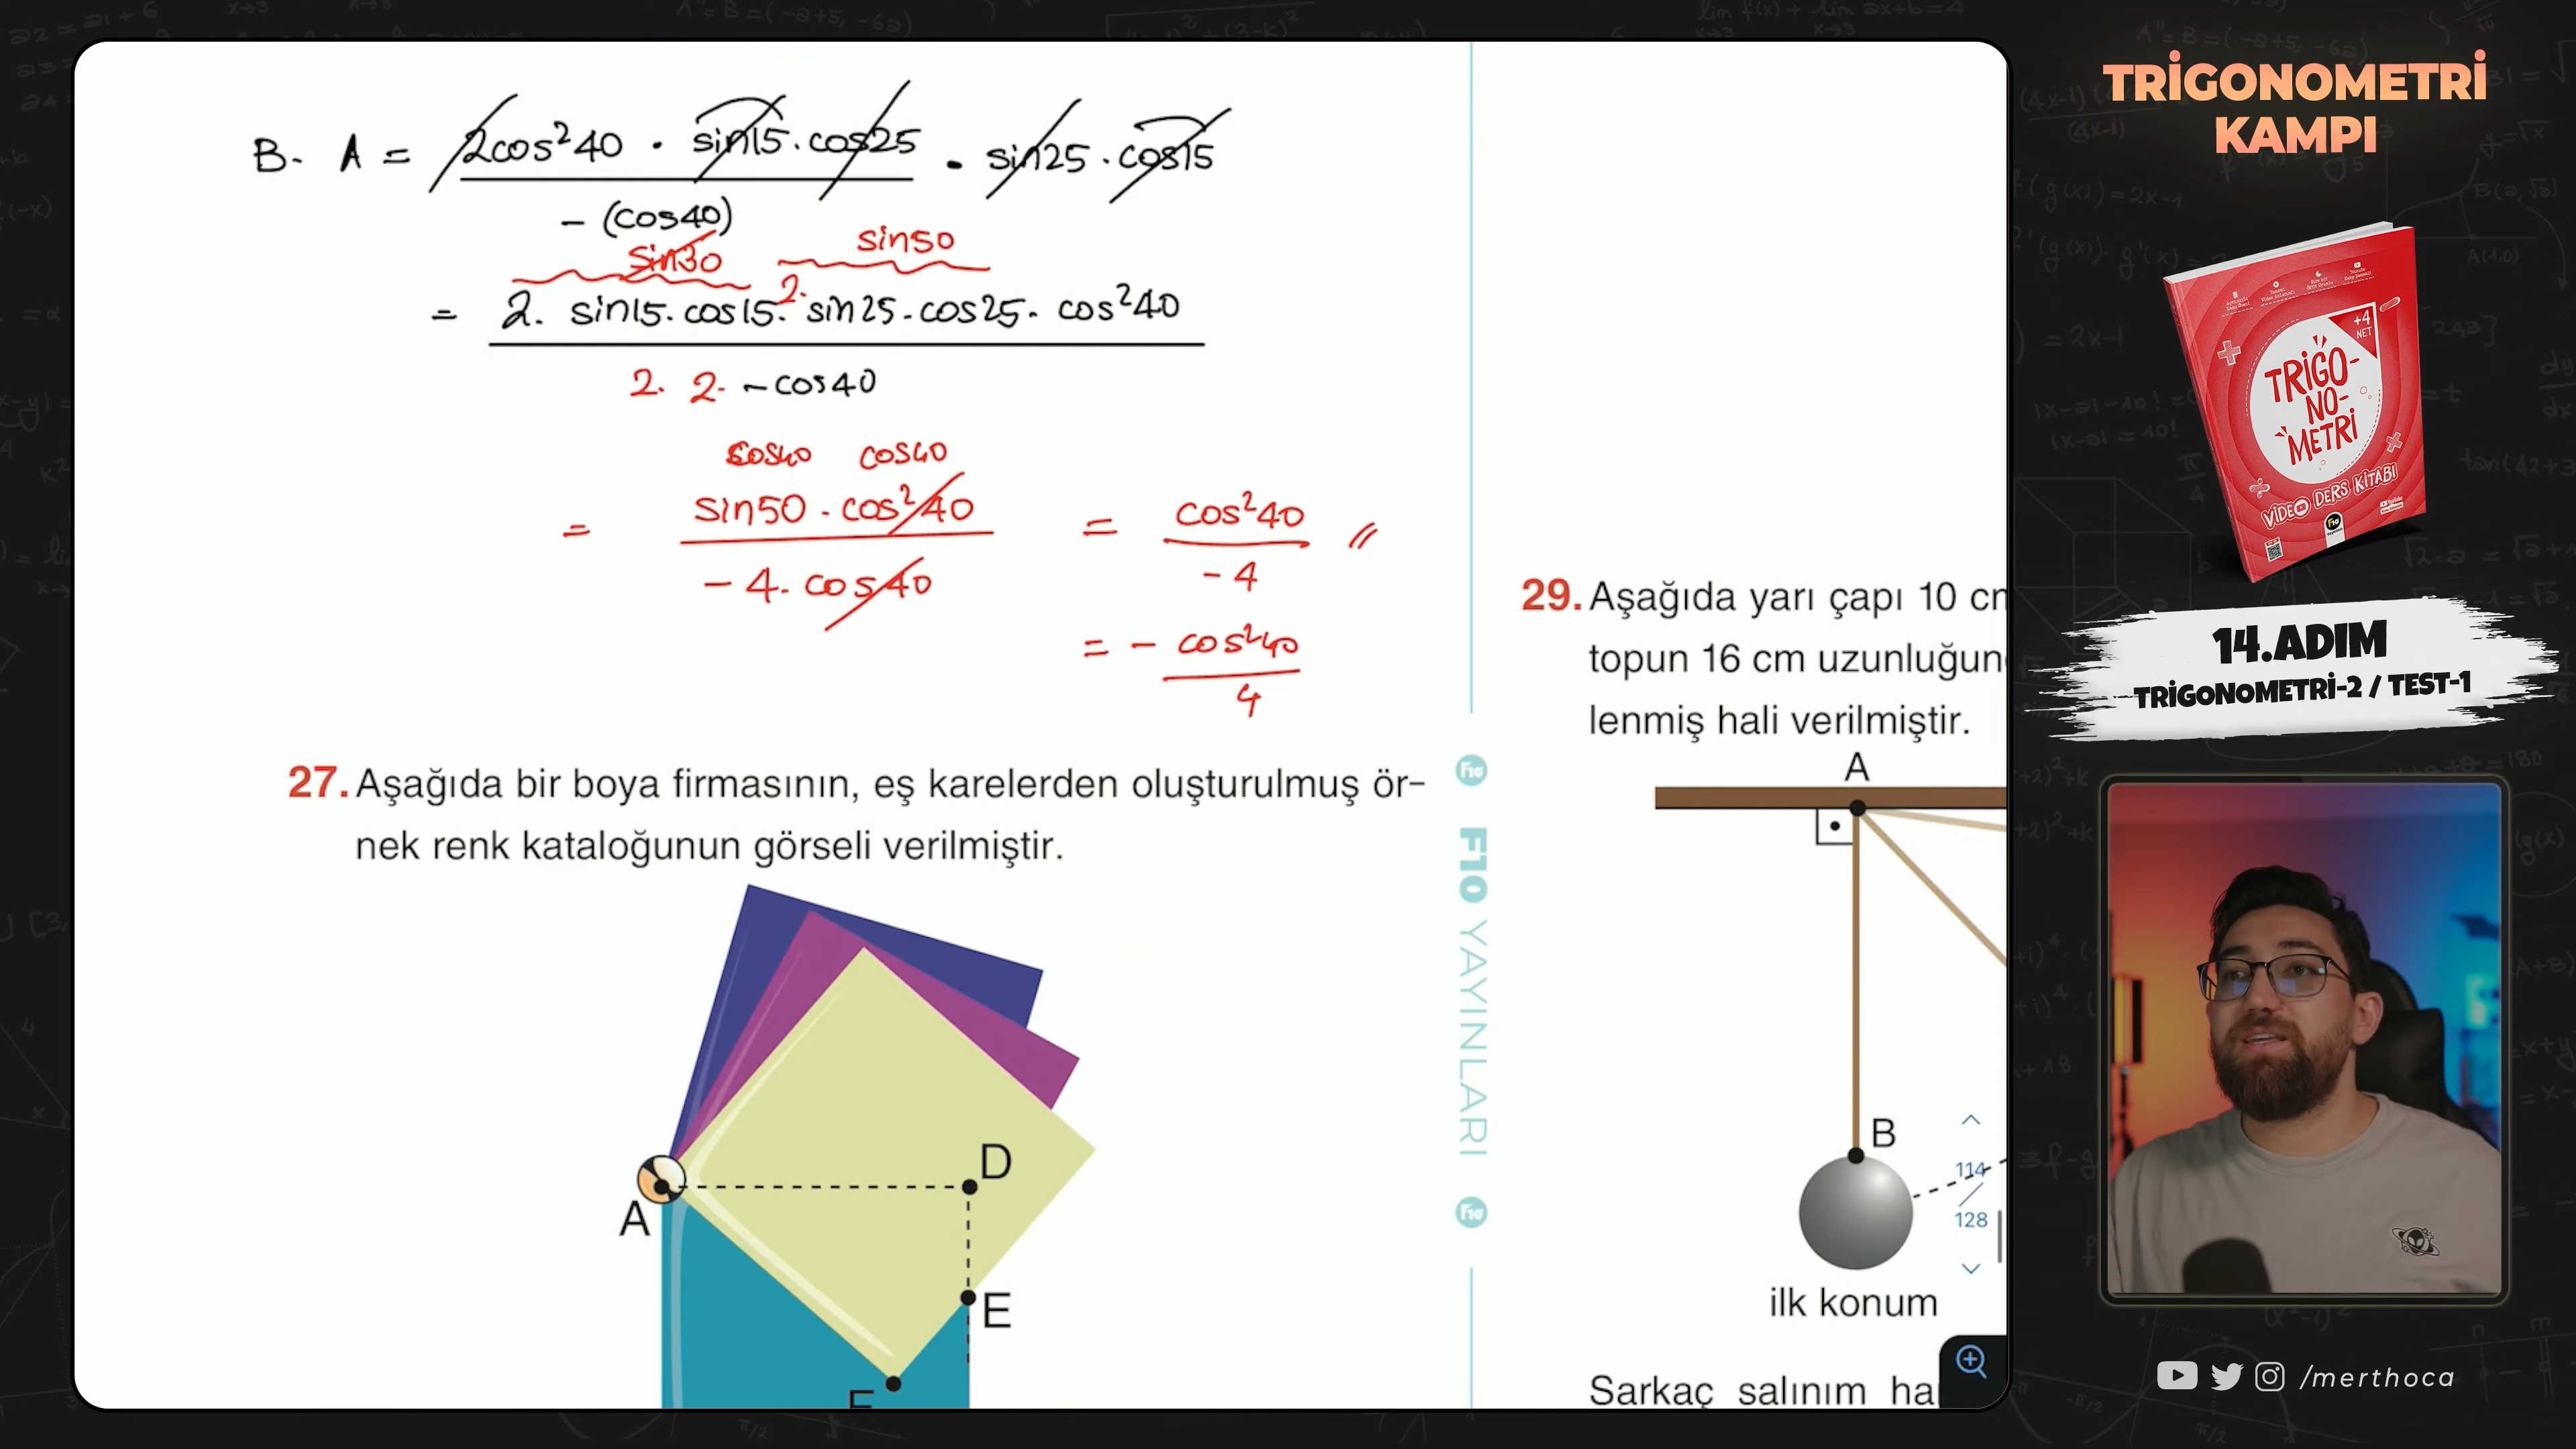 B. A = 2cos²40 . sin15 . cos25 . sin25 . cos15
- (cos40)
sin30
sin50
= 2. sin15. cos15. 2. sin25 . cos25 . cos²40
2. 2. - cos40
cos40 cos40
= sin50 . cos²40 = cos²40
- 4. cos40 - 4
= - cos²40
4
27. Aşağıda bir boya firmasının, eş karelerden oluşturulmuş ör-
nek renk kataloğunun görseli verilmiştir.
A
D
E
F
F10
F10 YAYINLARI
F10
29. Aşağıda yarı çapı 10 cm
topun 16 cm uzunluğun
lenmiş hali verilmiştir.
A
B
114
128
ilk konum
Sarkaç salınım ha
TRİGONOMETRİ
KAMPI
+4
NET
TRİGO-
NO-
METRİ
VİDEO DERS KİTABI
F10
14.ADIM
TRİGONOMETRİ-2 / TEST-1
/merthoca